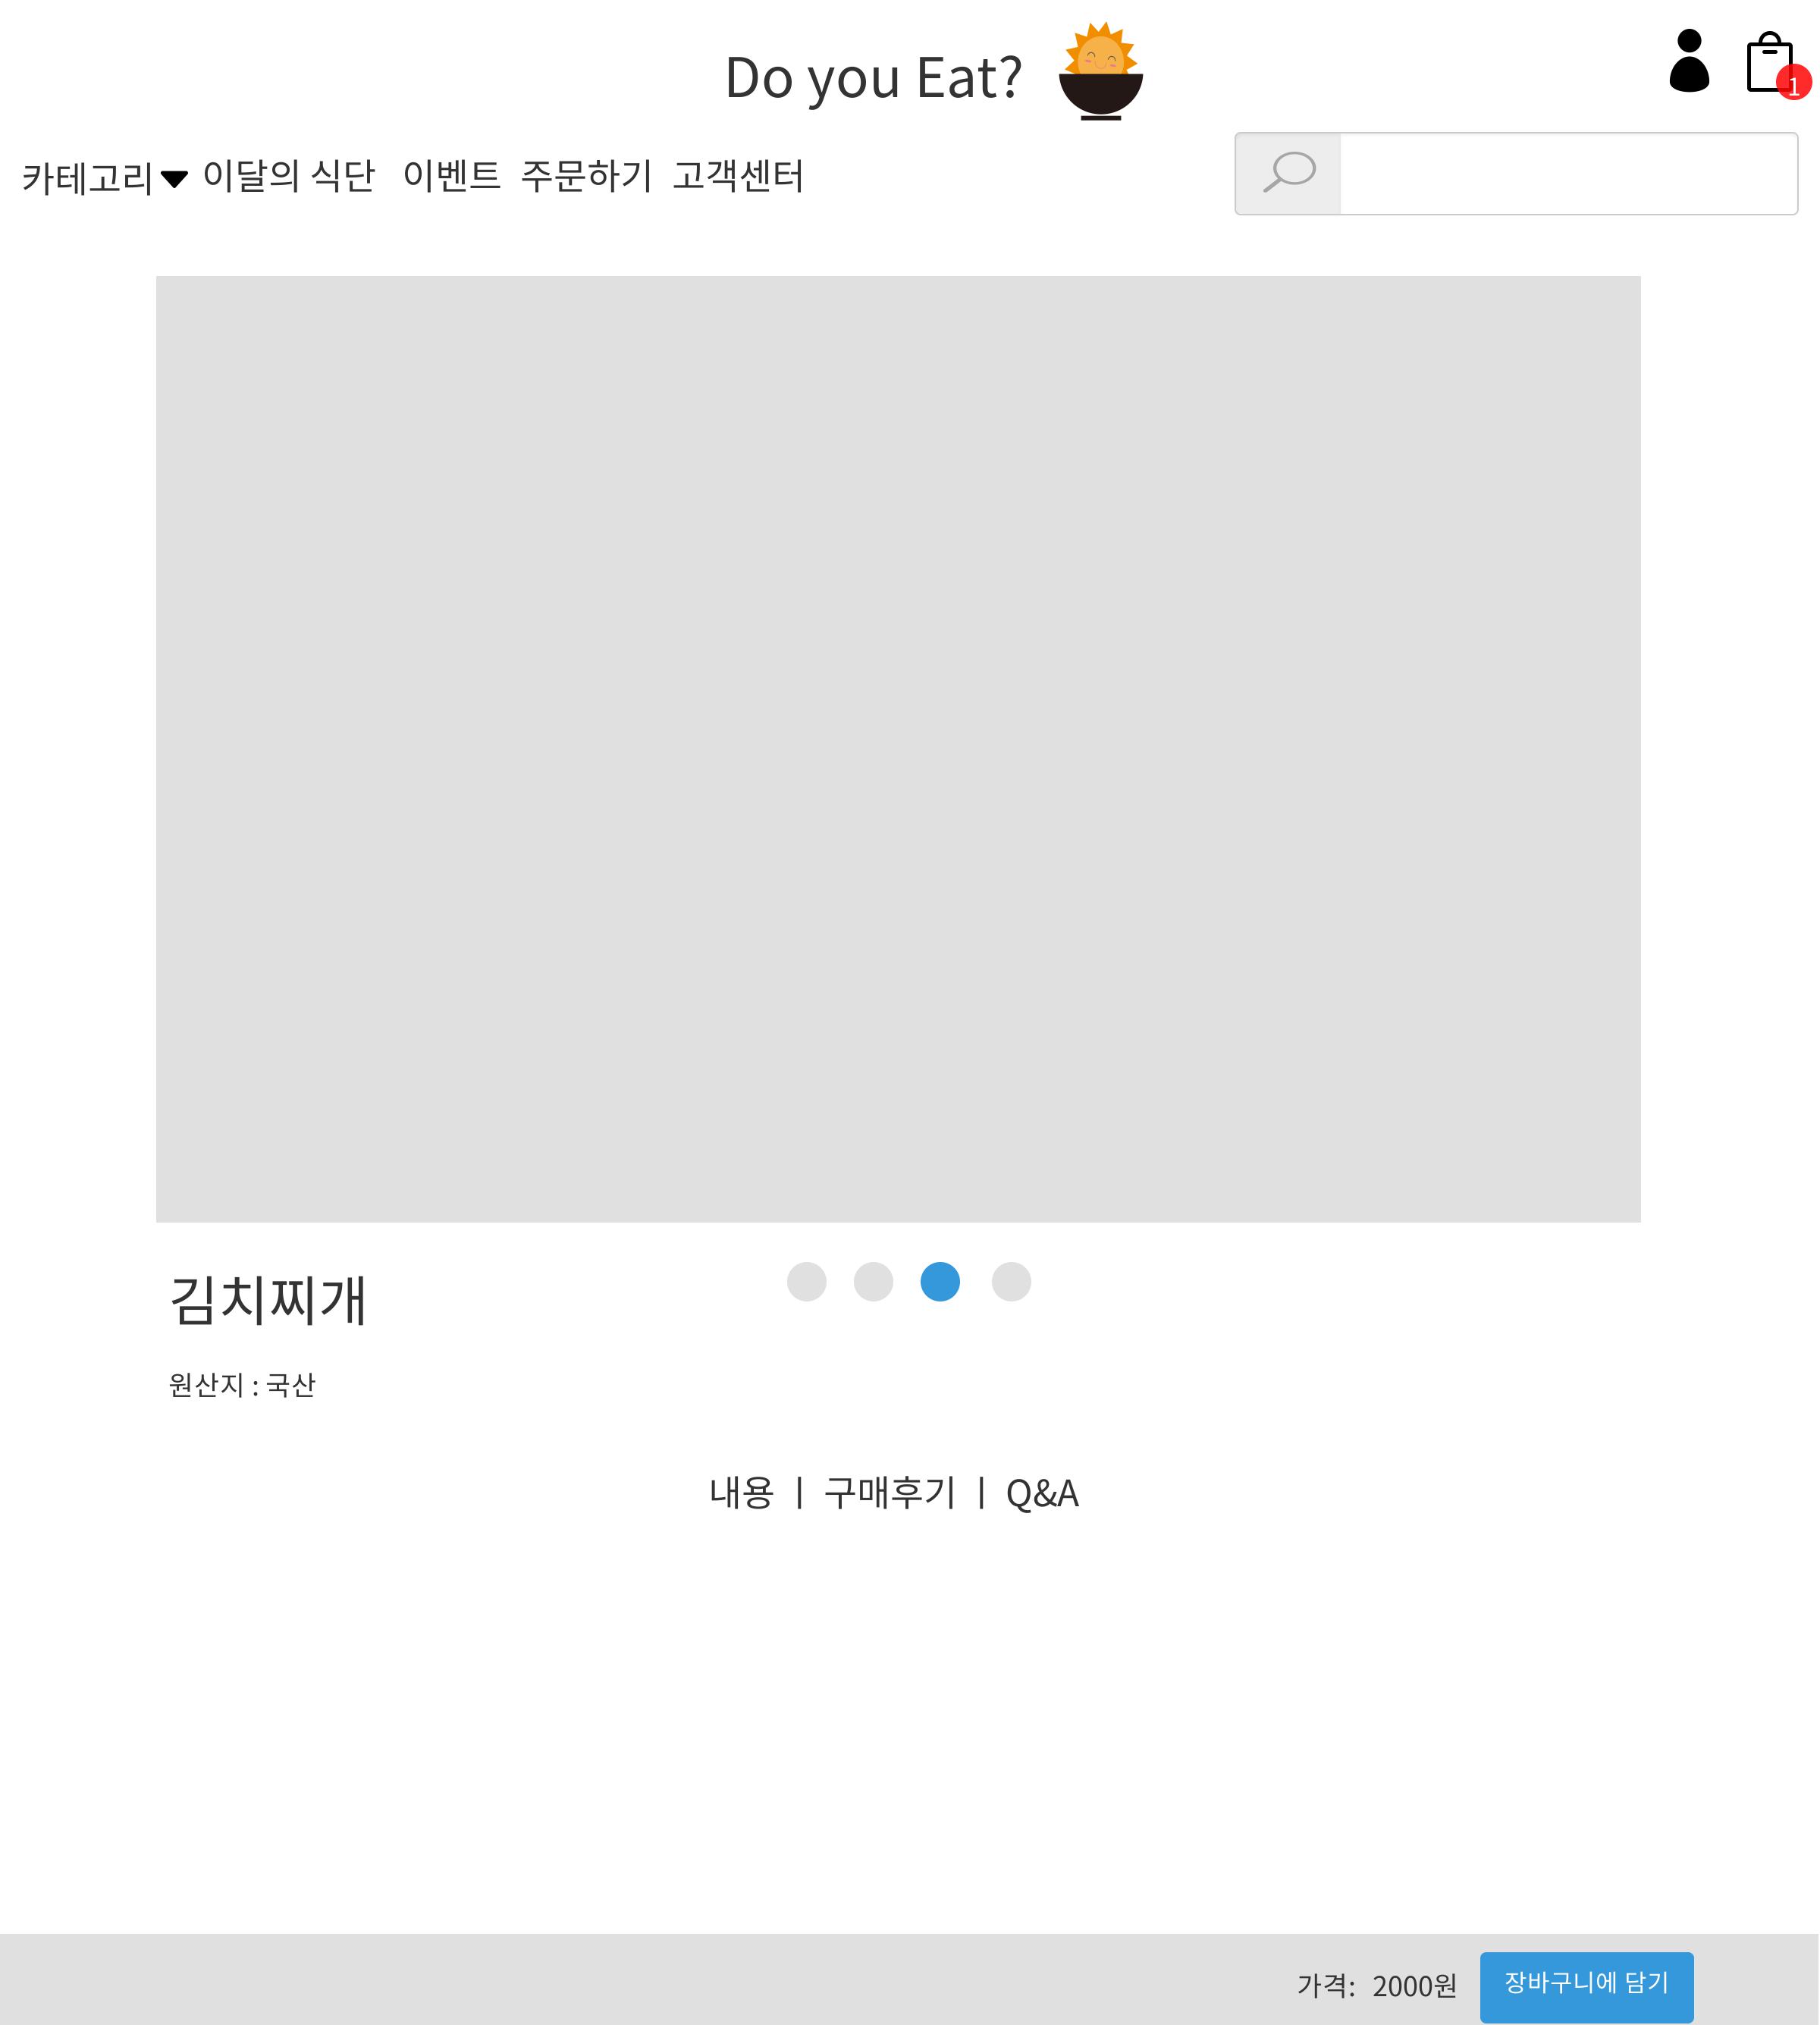 Do you Eat?
1
카테고리 이달의 식단 이벤트 주문하기 고객센터
김치찌개
원산지 : 국산
내용 | 구매후기 | Q&A
가격: 2000원 장바구니에 담기